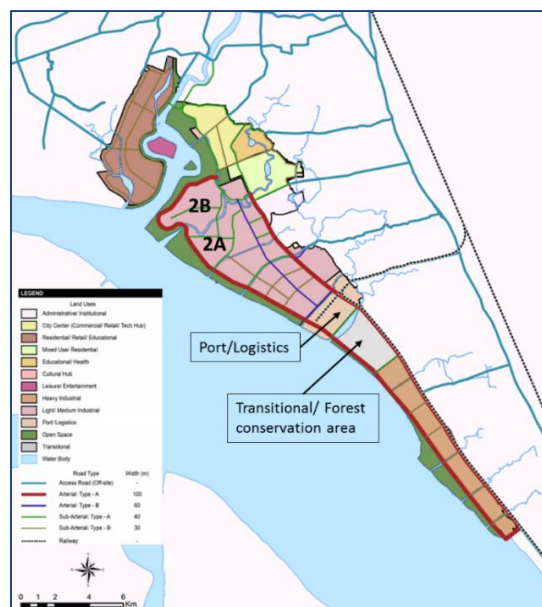 2B
2A
Port/Logistics
Transitional/ Forest
conservation area
LEGEND
Land Uses
Administrative/ Institutional
City Center (Commercial/ Retail/ Tech Hub)
Residential/ Retail/ Educational
Mixed Use/ Residential
Educational/ Health
Cultural Hub
Leisure/ Entertainment
Heavy Industrial
Light/ Medium Industrial
Port/ Logistics
Open Space
Transitional
Water Body
Road Type Width (m)
Access Road (Off-site) -
Arterial: Type - A 100
Arterial: Type - B 60
Sub-Arterial: Type - A 40
Sub-Arterial: Type - B 30
Railway -
0 1 2 4 6
Km